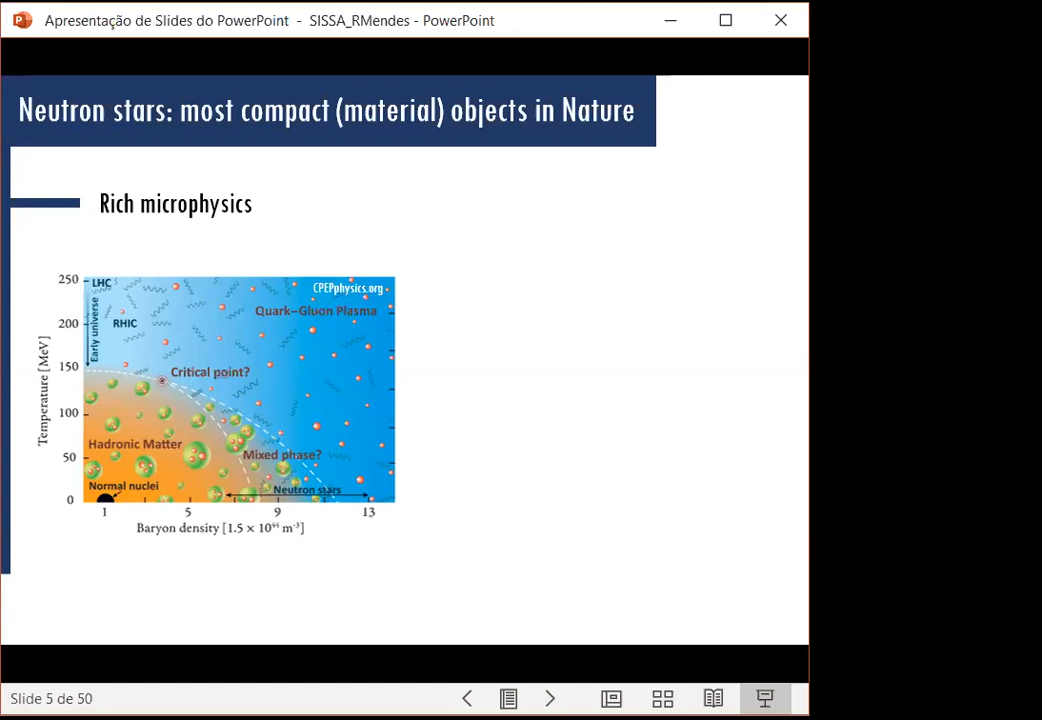 Apresentação de Slides do PowerPoint - SISSA_RMendes - PowerPoint
Neutron stars: most compact (material) objects in Nature
Rich microphysics
CPEPphysics.org
250
200
150
100
50
0
Temperature [MeV]
LHC
Early universe
RHIC
Quark–Gluon Plasma
Critical point?
Hadronic Matter
Mixed phase?
Normal nuclei
Neutron stars
1 5 9 13
Baryon density [1.5 × 10⁴⁴ m⁻³]
Slide 5 de 50